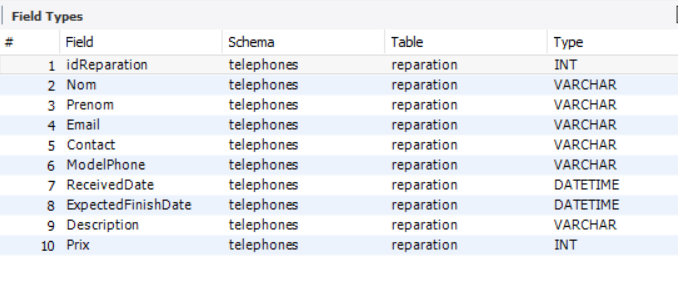 Field Types
# Field Schema Table Type
1 idReparation telephones reparation INT
2 Nom telephones reparation VARCHAR
3 Prenom telephones reparation VARCHAR
4 Email telephones reparation VARCHAR
5 Contact telephones reparation VARCHAR
6 ModelPhone telephones reparation VARCHAR
7 ReceivedDate telephones reparation DATETIME
8 ExpectedFinishDate telephones reparation DATETIME
9 Description telephones reparation VARCHAR
10 Prix telephones reparation INT